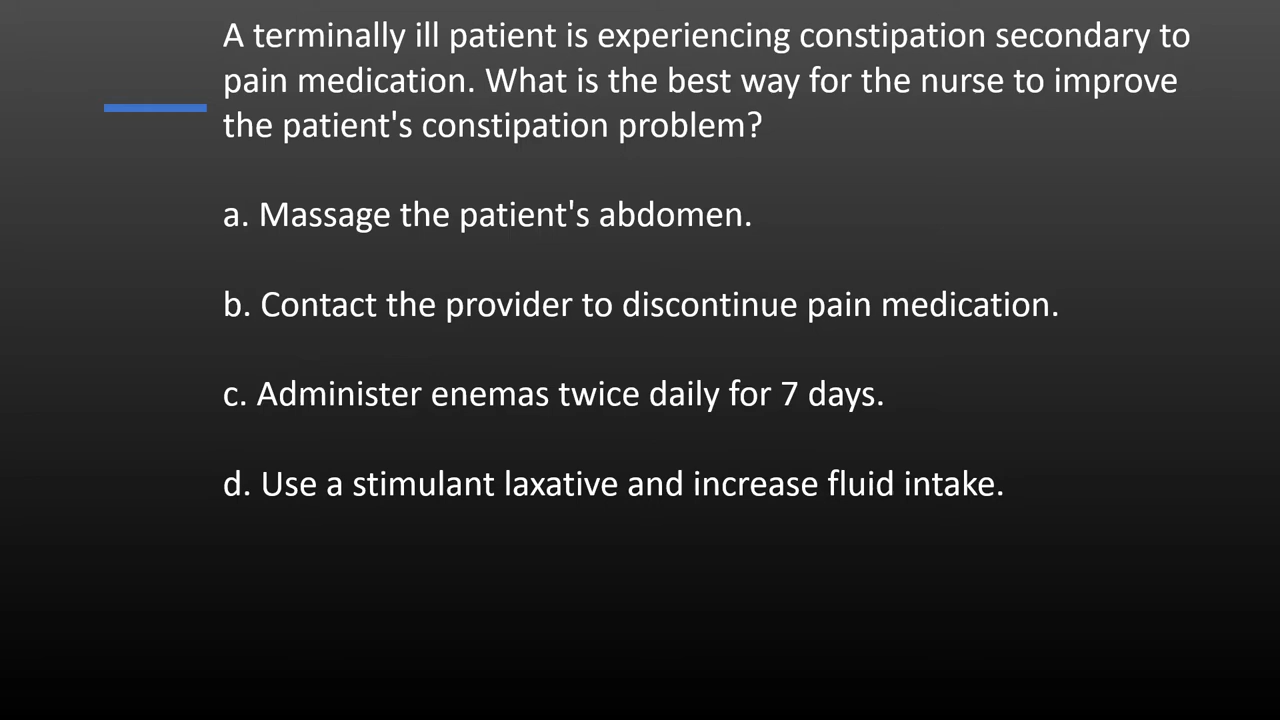 A terminally ill patient is experiencing constipation secondary to
pain medication. What is the best way for the nurse to improve
the patient's constipation problem?
a. Massage the patient's abdomen.
b. Contact the provider to discontinue pain medication.
c. Administer enemas twice daily for 7 days.
d. Use a stimulant laxative and increase fluid intake.